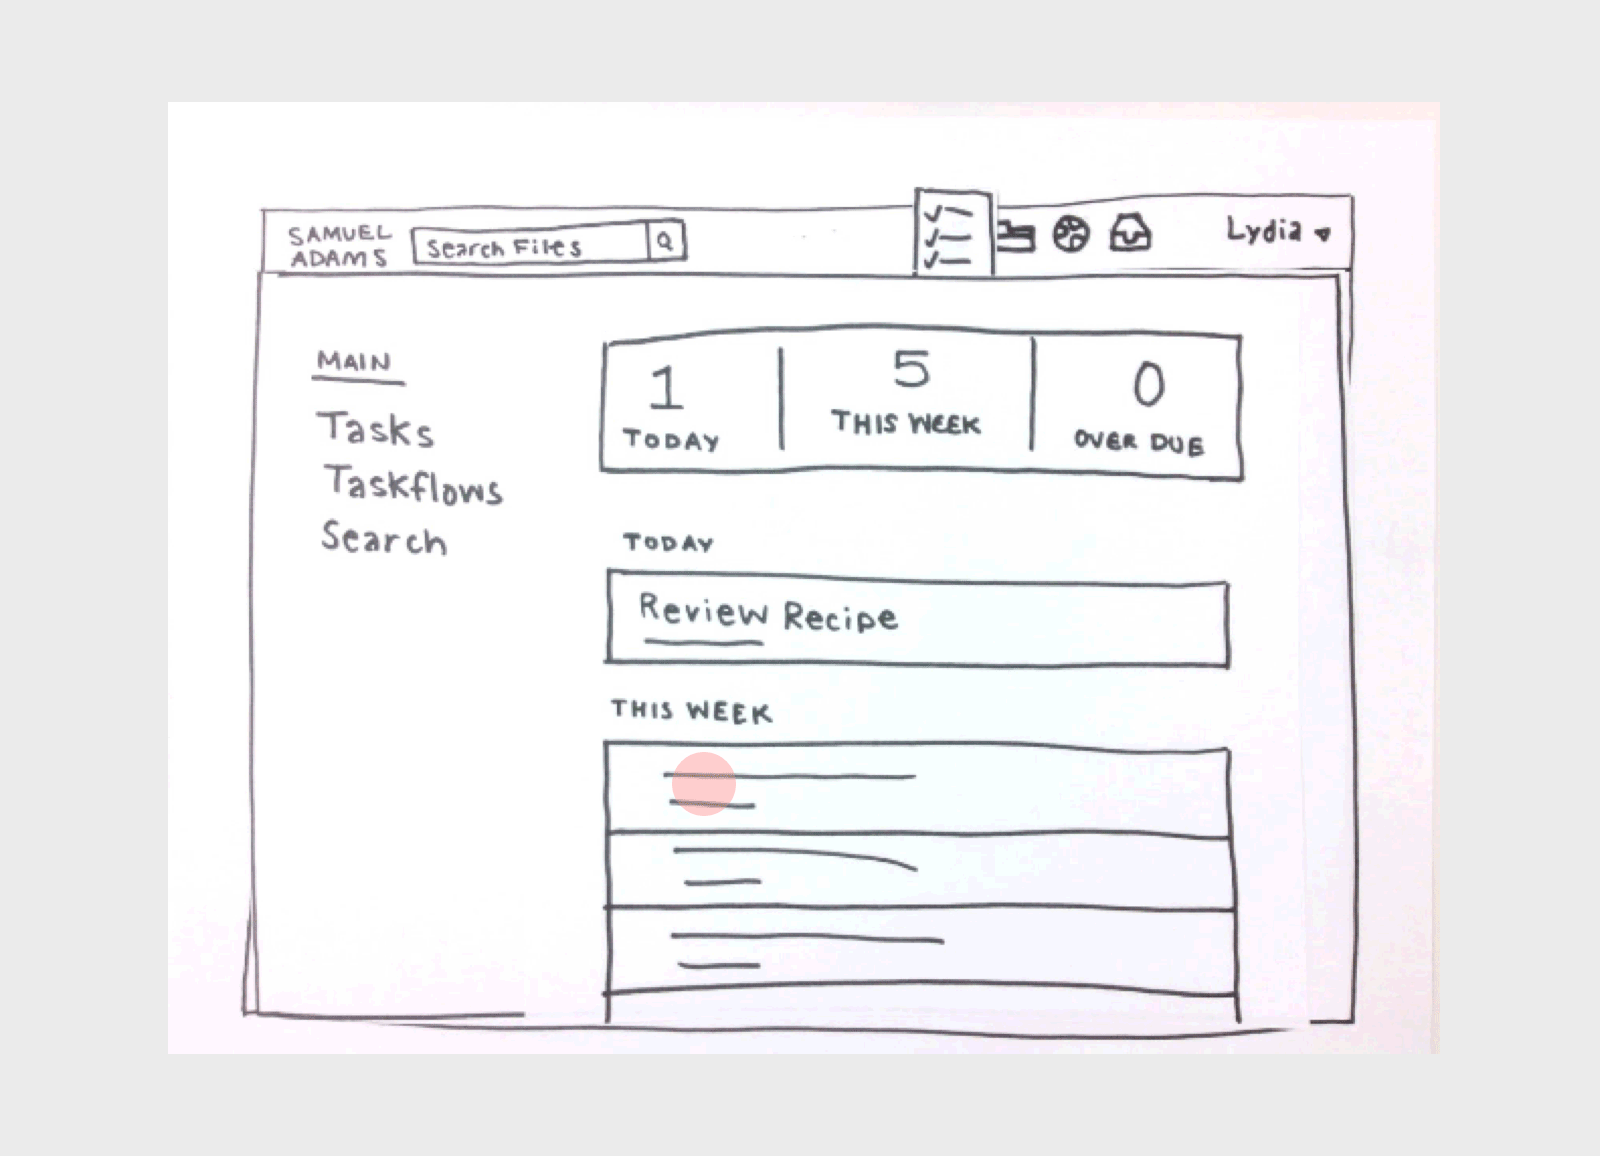 SAMUEL
ADAMS
Search Files
Lydia
MAIN
Tasks
Taskflows
Search
1
TODAY
5
THIS WEEK
0
OVER DUE
TODAY
Review Recipe
THIS WEEK